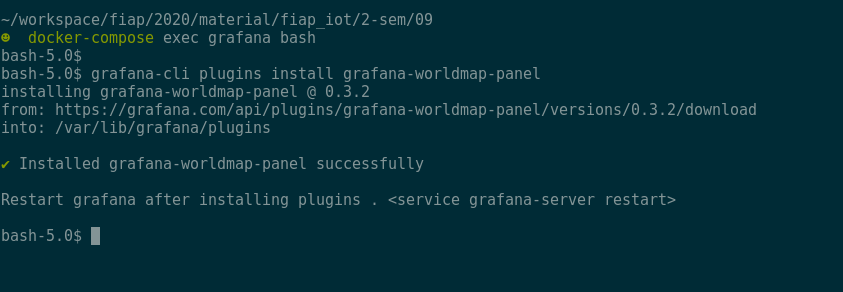 ~/workspace/fiap/2020/material/fiap_iot/2-sem/09
☻ docker-compose exec grafana bash
bash-5.0$
bash-5.0$ grafana-cli plugins install grafana-worldmap-panel
installing grafana-worldmap-panel @ 0.3.2
from: https://grafana.com/api/plugins/grafana-worldmap-panel/versions/0.3.2/download
into: /var/lib/grafana/plugins
✔ Installed grafana-worldmap-panel successfully
Restart grafana after installing plugins . <service grafana-server restart>
bash-5.0$